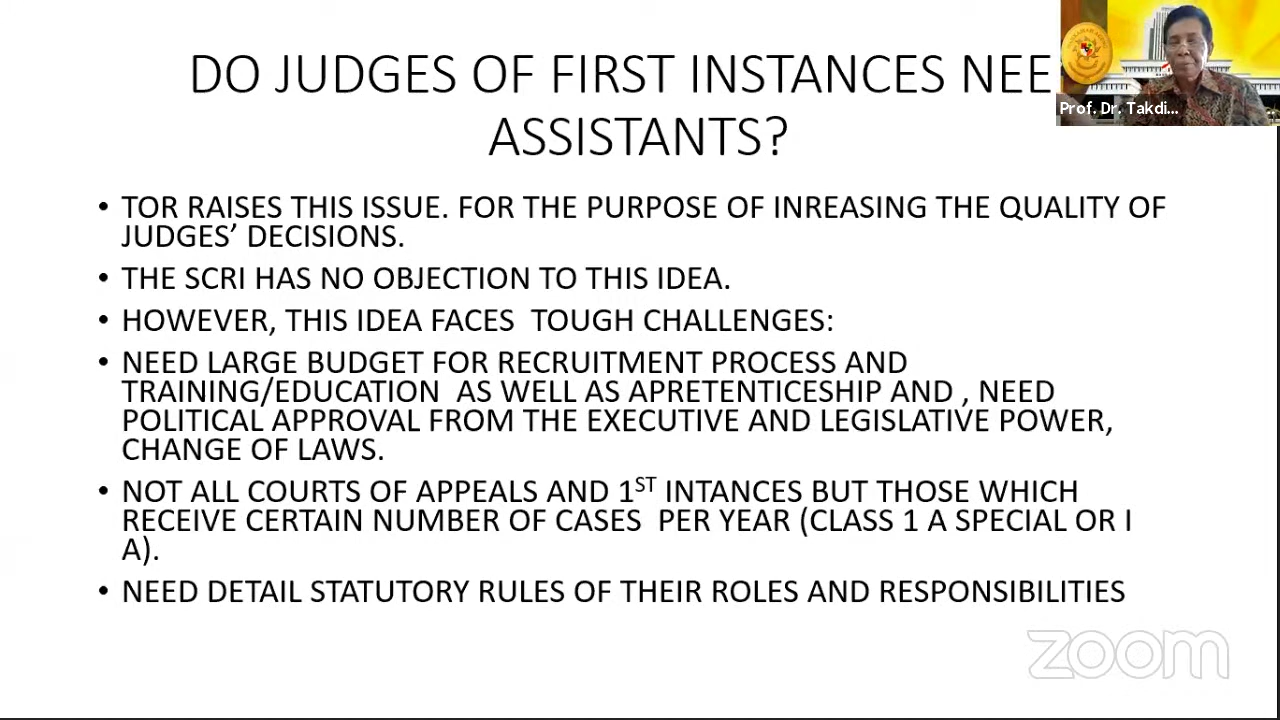 DO JUDGES OF FIRST INSTANCES NEE
ASSISTANTS?
Prof. Dr. Takdi...
• TOR RAISES THIS ISSUE. FOR THE PURPOSE OF INREASING THE QUALITY OF
JUDGES’ DECISIONS.
• THE SCRI HAS NO OBJECTION TO THIS IDEA.
• HOWEVER, THIS IDEA FACES TOUGH CHALLENGES:
• NEED LARGE BUDGET FOR RECRUITMENT PROCESS AND
TRAINING/EDUCATION AS WELL AS APRETENTICESHIP AND , NEED
POLITICAL APPROVAL FROM THE EXECUTIVE AND LEGISLATIVE POWER,
CHANGE OF LAWS.
• NOT ALL COURTS OF APPEALS AND 1ST INTANCES BUT THOSE WHICH
RECEIVE CERTAIN NUMBER OF CASES PER YEAR (CLASS 1 A SPECIAL OR I
A).
• NEED DETAIL STATUTORY RULES OF THEIR ROLES AND RESPONSIBILITIES
zoom